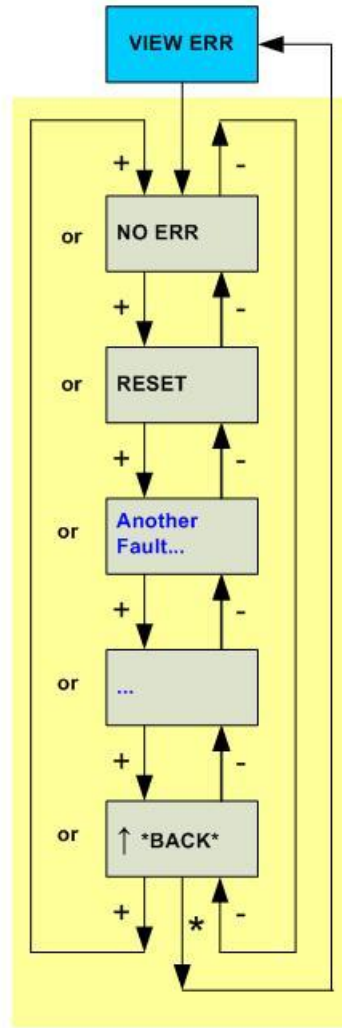 VIEW ERR
+ -
or NO ERR
+ -
or RESET
+ -
or Another
Fault...
+ -
or ...
+ -
or ↑ *BACK*
+ * -